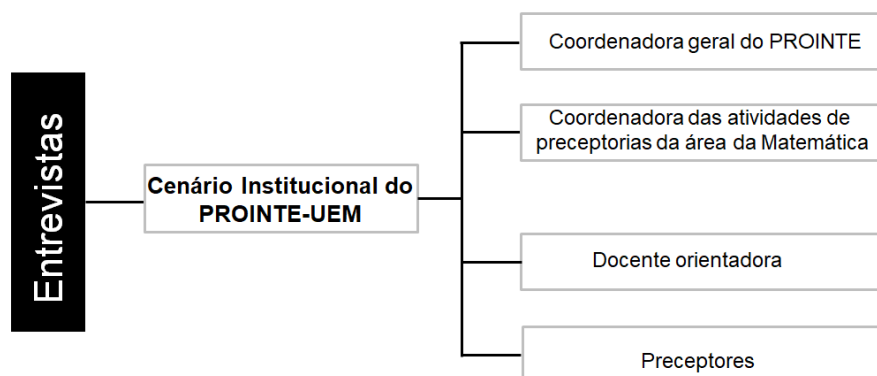 Entrevistas
Cenário Institucional do
PROINTE-UEM
Coordenadora geral do PROINTE
Coordenadora das atividades de
preceptorias da área da Matemática
Docente orientadora
Preceptores